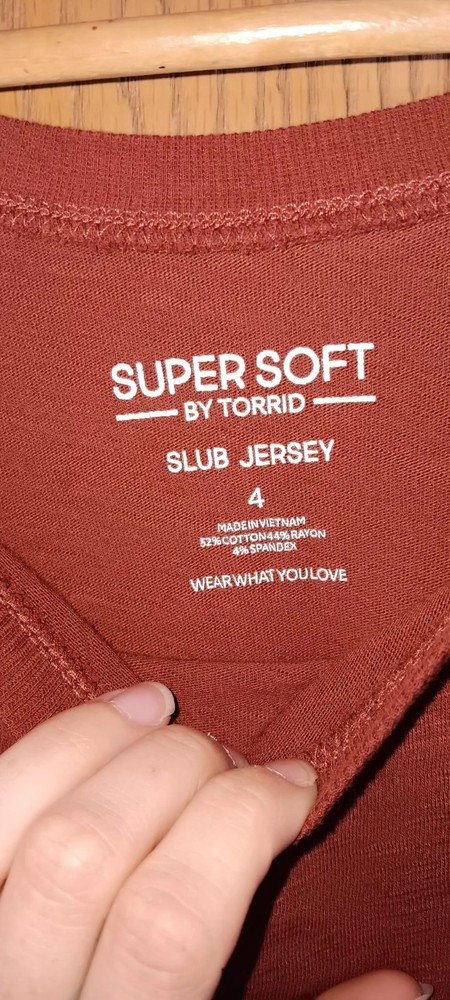 SUPER SOFT
BY TORRID
SLUB JERSEY
4
MADE IN VIETNAM
52% COTTON 44% RAYON
4% SPANDEX
WEAR WHAT YOU LOVE